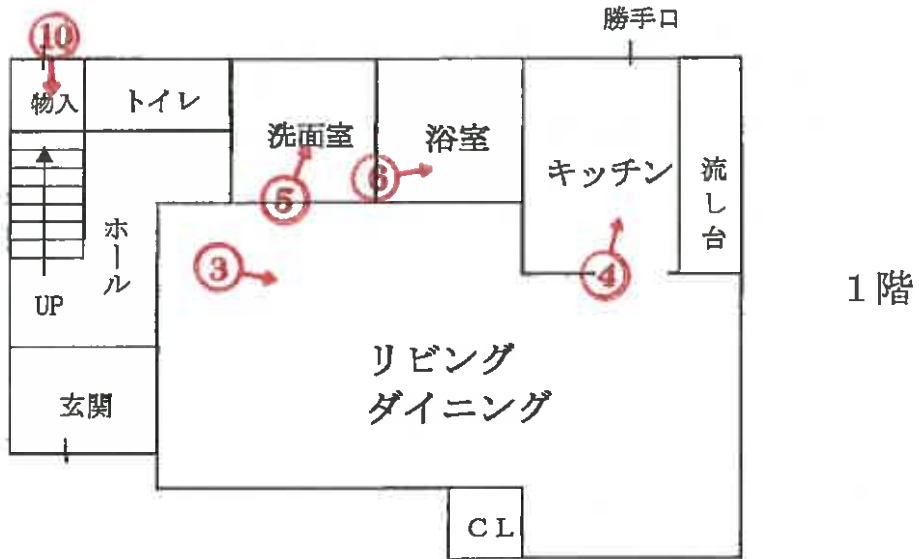 勝手口
⑩
物入
トイレ
洗面室
浴室
キッチン
流し台
⑤
⑥
ホール
③
④
UP
1階
リビング
ダイニング
玄関
CL